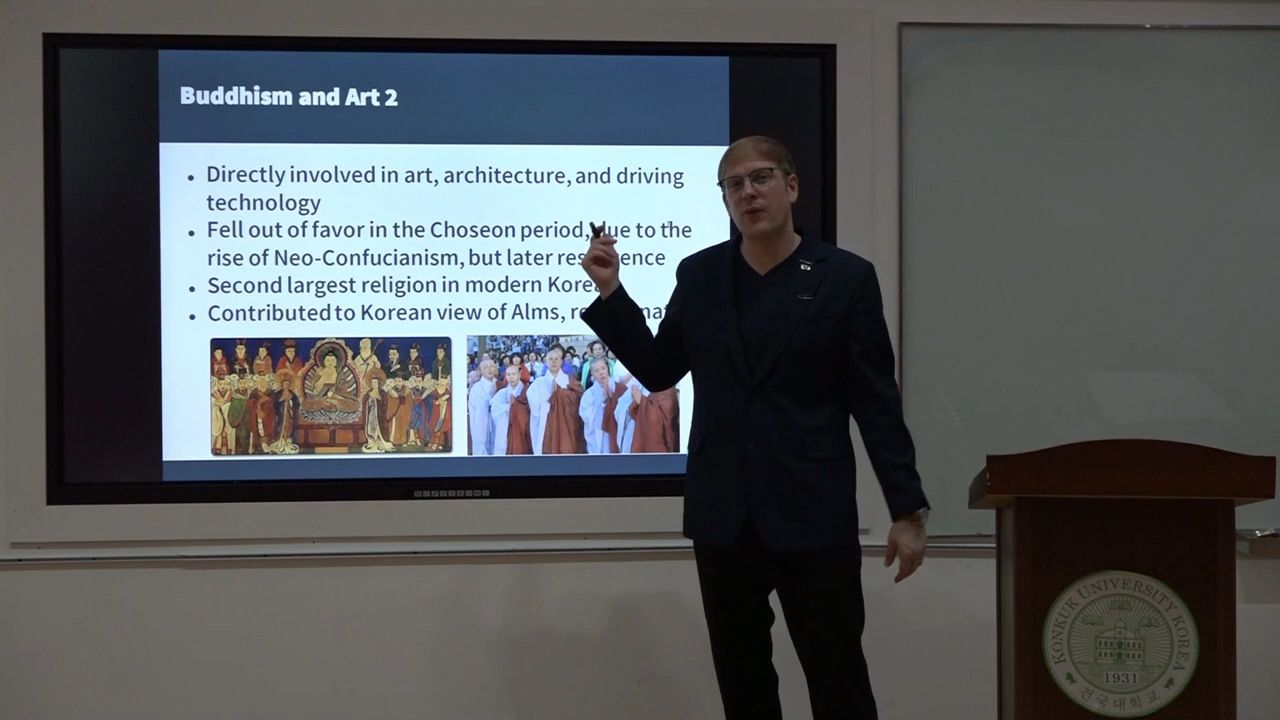 Buddhism and Art 2
• Directly involved in art, architecture, and driving
technology
• Fell out of favor in the Choseon period, due to the
rise of Neo-Confucianism, but later
• Second largest religion in modern Korea
• Contributed to Korean view of Alms,
KONKUK UNIVERSITY KOREA
1931
건국대학교